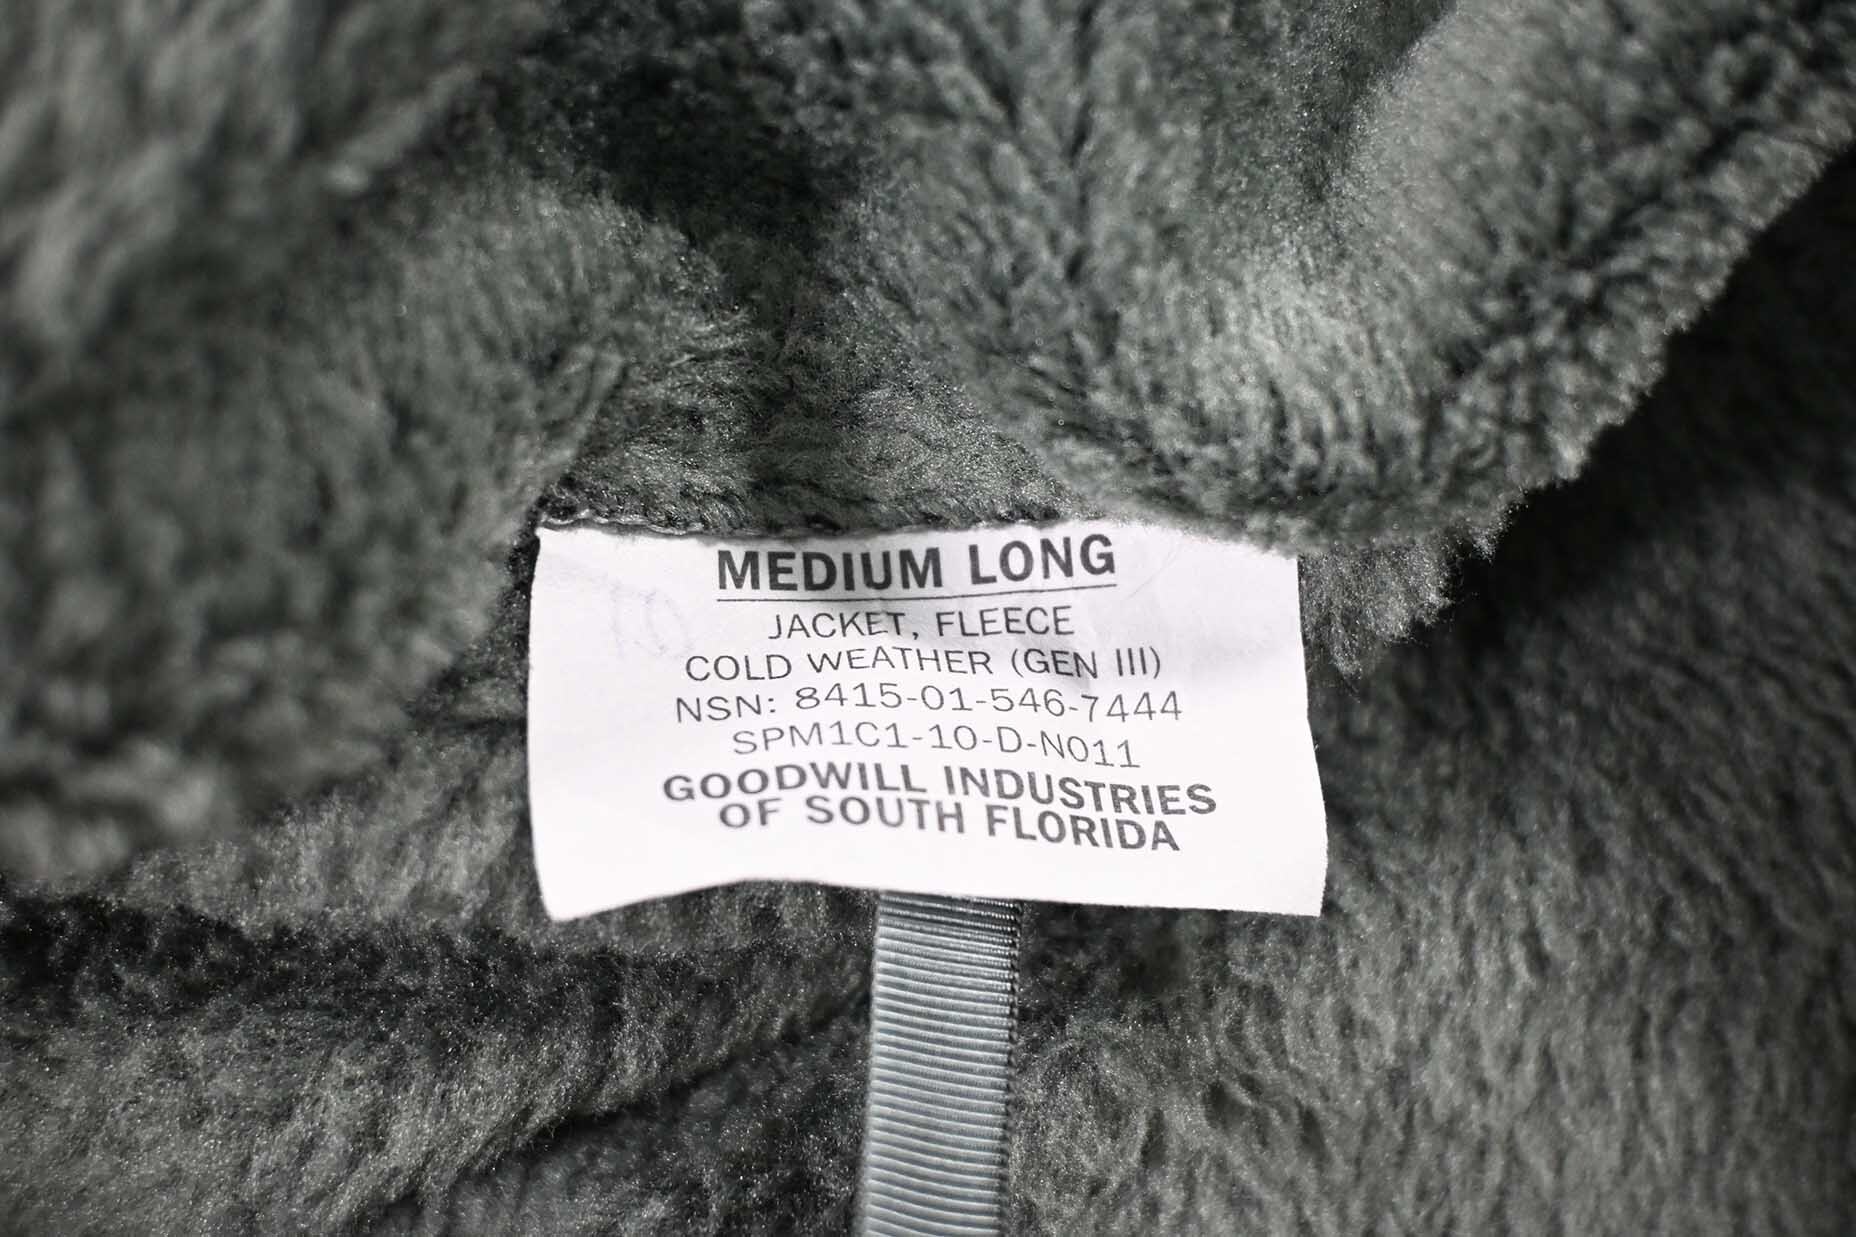 MEDIUM LONG
JACKET, FLEECE
COLD WEATHER (GEN III)
NSN: 8415-01-546-7444
SPM1C1-10-D-N011
GOODWILL INDUSTRIES
OF SOUTH FLORIDA